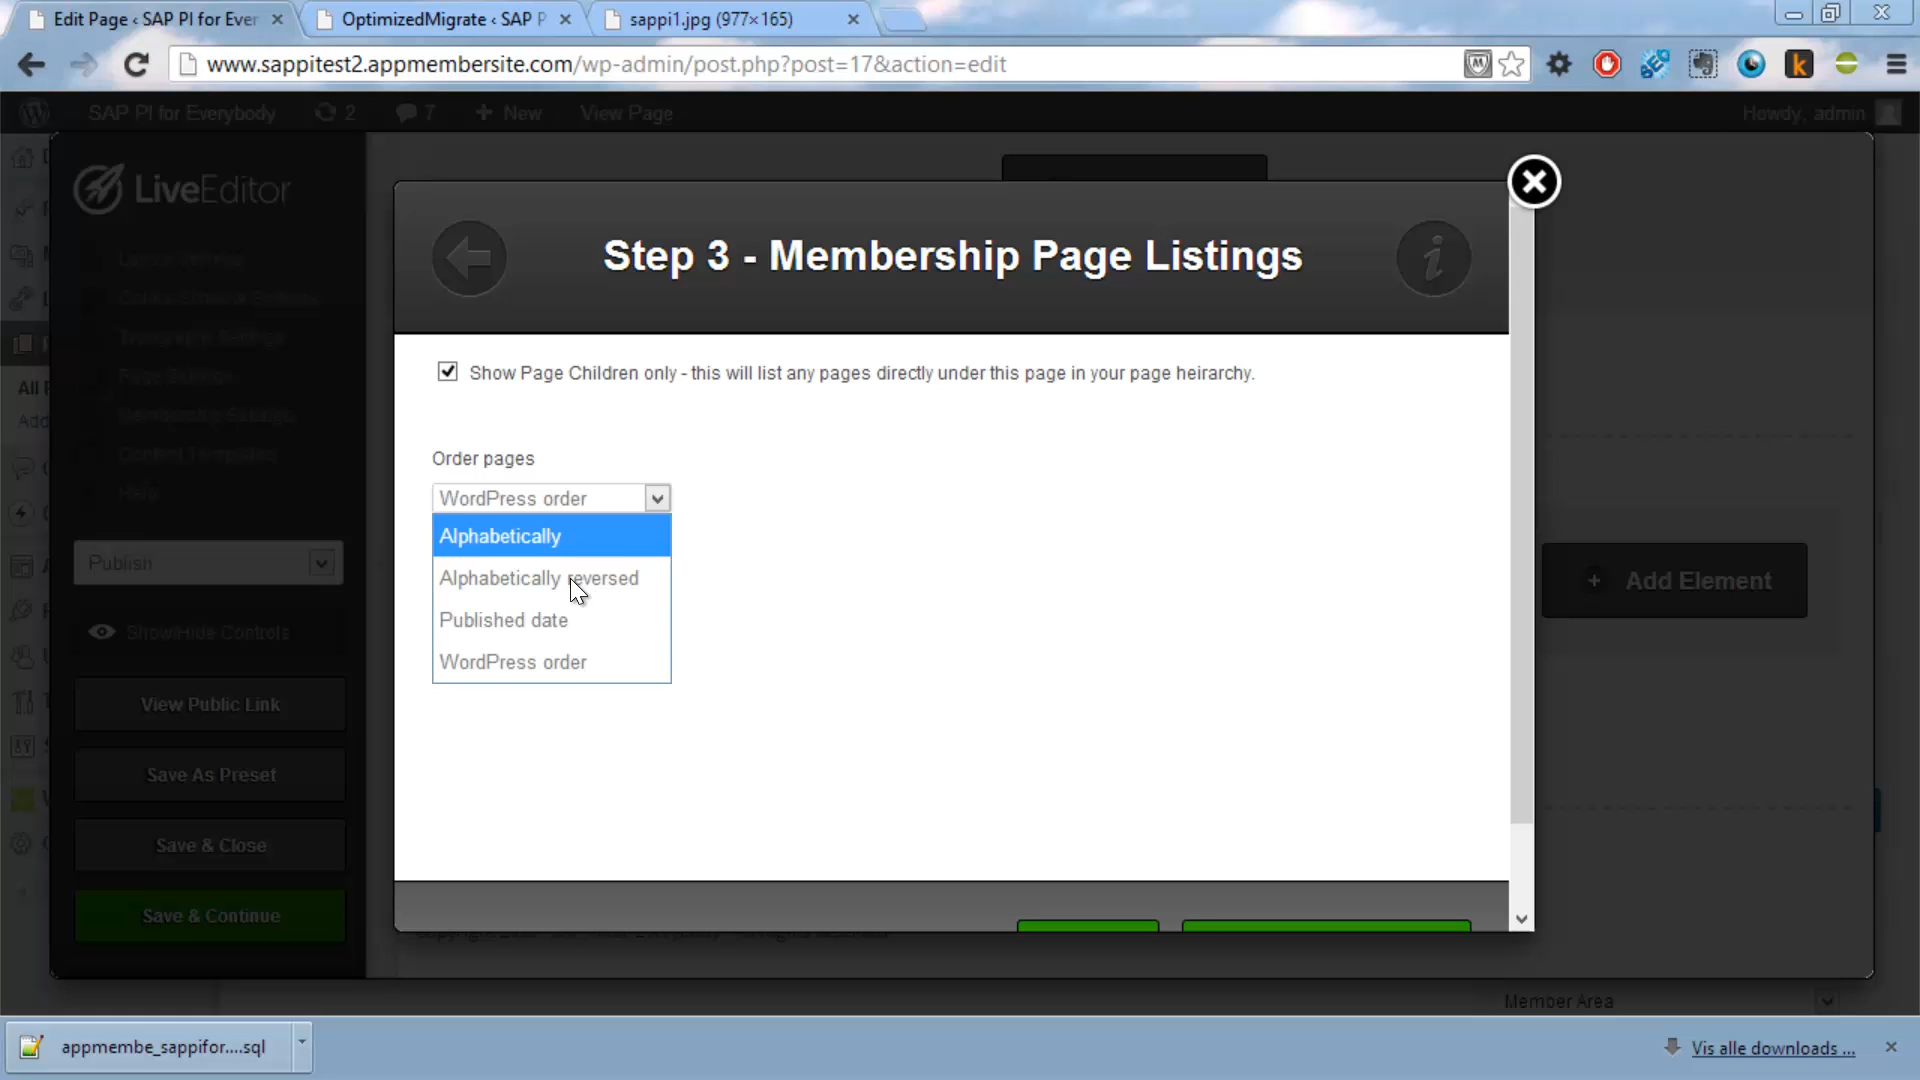 Edit Page ‹ SAP PI for Ever
OptimizedMigrate ‹ SAP P
sappi1.jpg (977×165)
www.sappitest2.appmembersite.com/wp-admin/post.php?post=17&action=edit
SAP PI for Everybody
2
7
+ New
View Page
Howdy, admin
LiveEditor
Step 3 - Membership Page Listings
Show Page Children only - this will list any pages directly under this page in your page heirarchy.
All
Add
Order pages
WordPress order
Alphabetically
Alphabetically reversed
Published date
WordPress order
Help
Publish
Show/Hide Controls
View Public Link
Save As Preset
Save & Close
Save & Continue
+ Add Element
Member Area
appmembe_sappifor....sql
Vis alle downloads ...